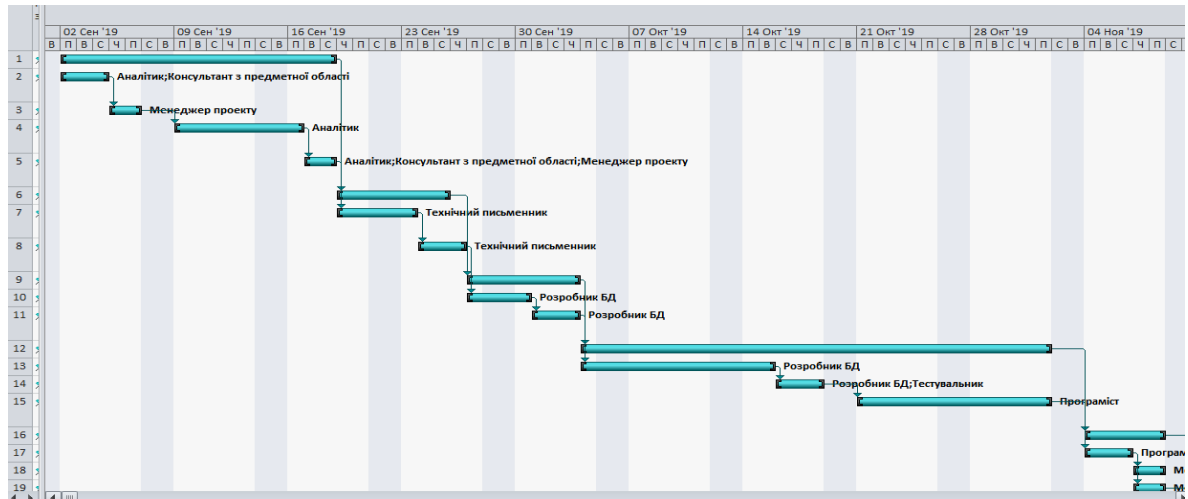 02 Сен '19 09 Сен '19 16 Сен '19 23 Сен '19 30 Сен '19 07 Окт '19 14 Окт '19 21 Окт '19 28 Окт '19 04 Ноя '19
В П В С Ч П С В П В С Ч П С В П В С Ч П С В П В С Ч П С В П В С Ч П С В П В С Ч П С В П В С Ч П С В П В С Ч П С В П В С Ч П С В П В С Ч П С
1
2 Аналітик;Консультант з предметної області
3 Менеджер проекту
4 Аналітик
5 Аналітик;Консультант з предметної області;Менеджер проекту
6
7 Технічний письменник
8 Технічний письменник
9
10 Розробник БД
11 Розробник БД
12
13 Розробник БД
14 Розробник БД;Тестувальник
15 Програміст
16
17 Програм
18
19